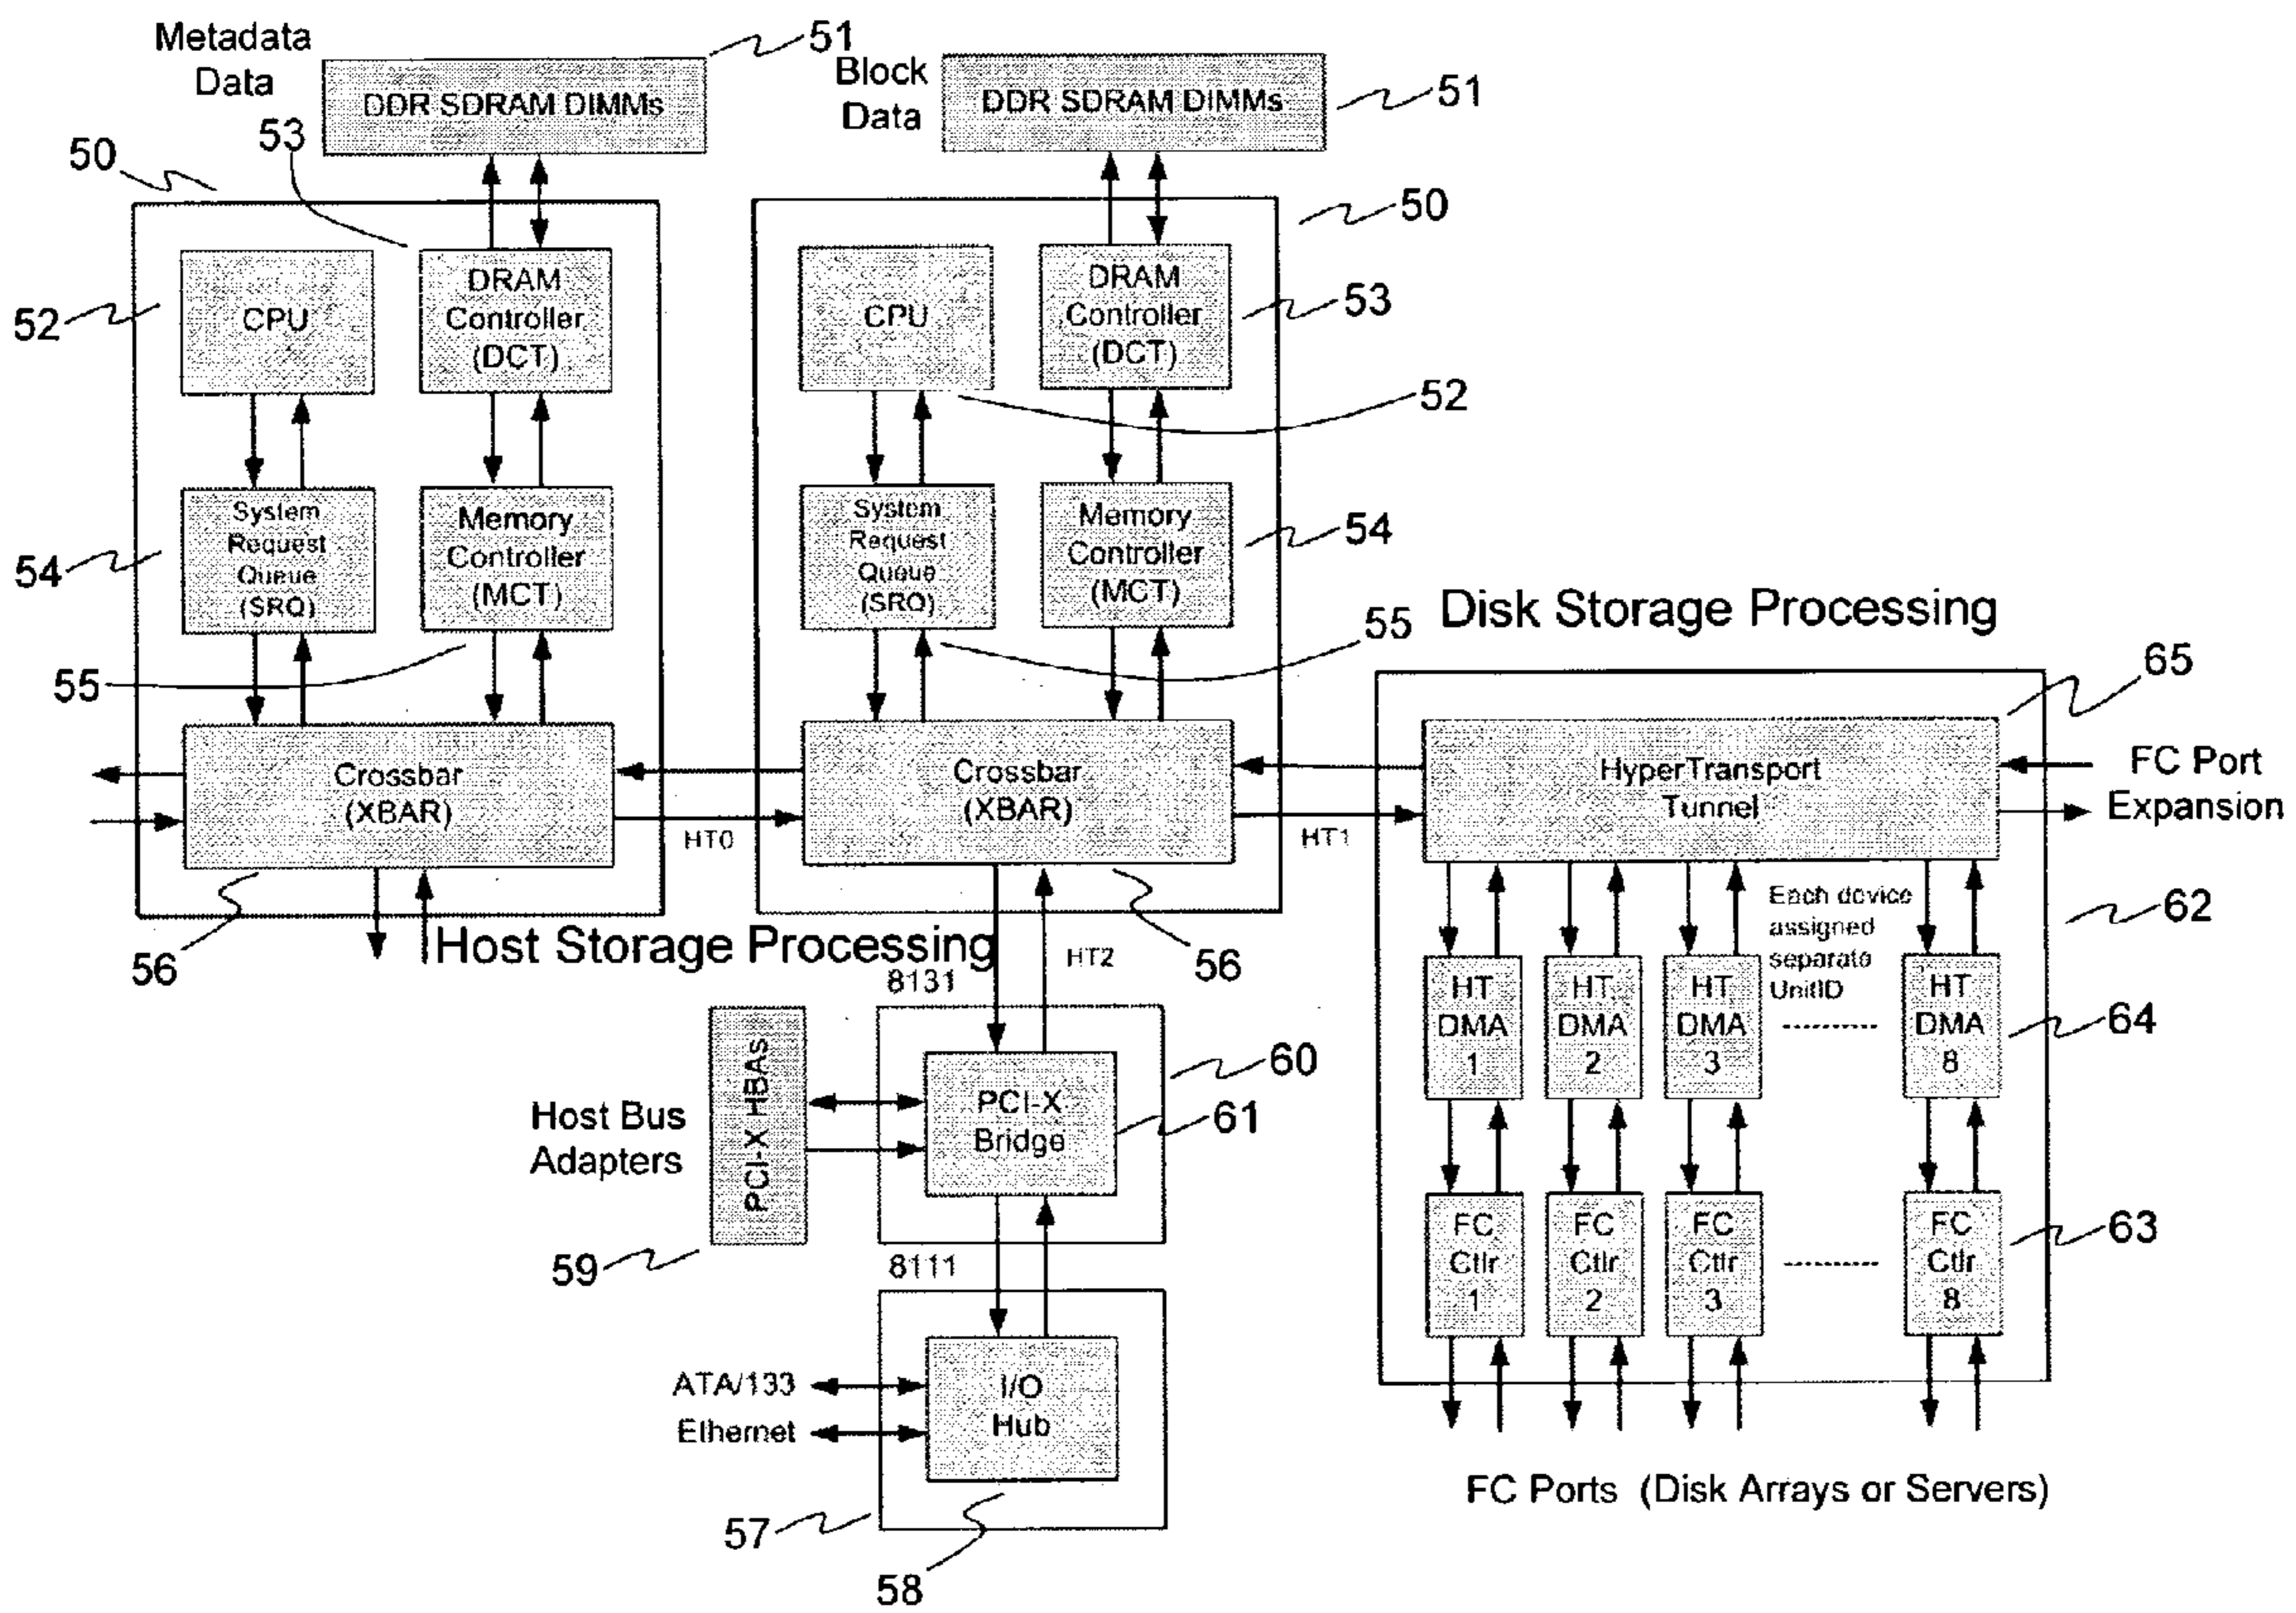 Metadata
Data
51
DDR SDRAM DIMMs
Block
Data
DDR SDRAM DIMMs
51
50
53
50
CPU
DRAM
Controller
(DCT)
52
CPU
DRAM
Controller
(DCT)
53
52
System
Request
Queue
(SRQ)
Memory
Controller
(MCT)
54
System
Request
Queue
(SRQ)
Memory
Controller
(MCT)
54
55
55
Disk Storage Processing
65
Crossbar
(XBAR)
HT0
Crossbar
(XBAR)
HT1
HyperTransport
Tunnel
FC Port
Expansion
56
Host Storage Processing
8131
HT2
56
Each device
assigned
separate
UnitID
62
HT
DMA
1
HT
DMA
2
HT
DMA
3
HT
DMA
8
64
Host Bus
Adapters
PCI-X HBAs
59
PCI-X
Bridge
60
61
8111
FC
Ctlr
1
FC
Ctlr
2
FC
Ctlr
3
FC
Ctlr
8
63
ATA/133
Ethernet
I/O
Hub
57
58
FC Ports (Disk Arrays or Servers)